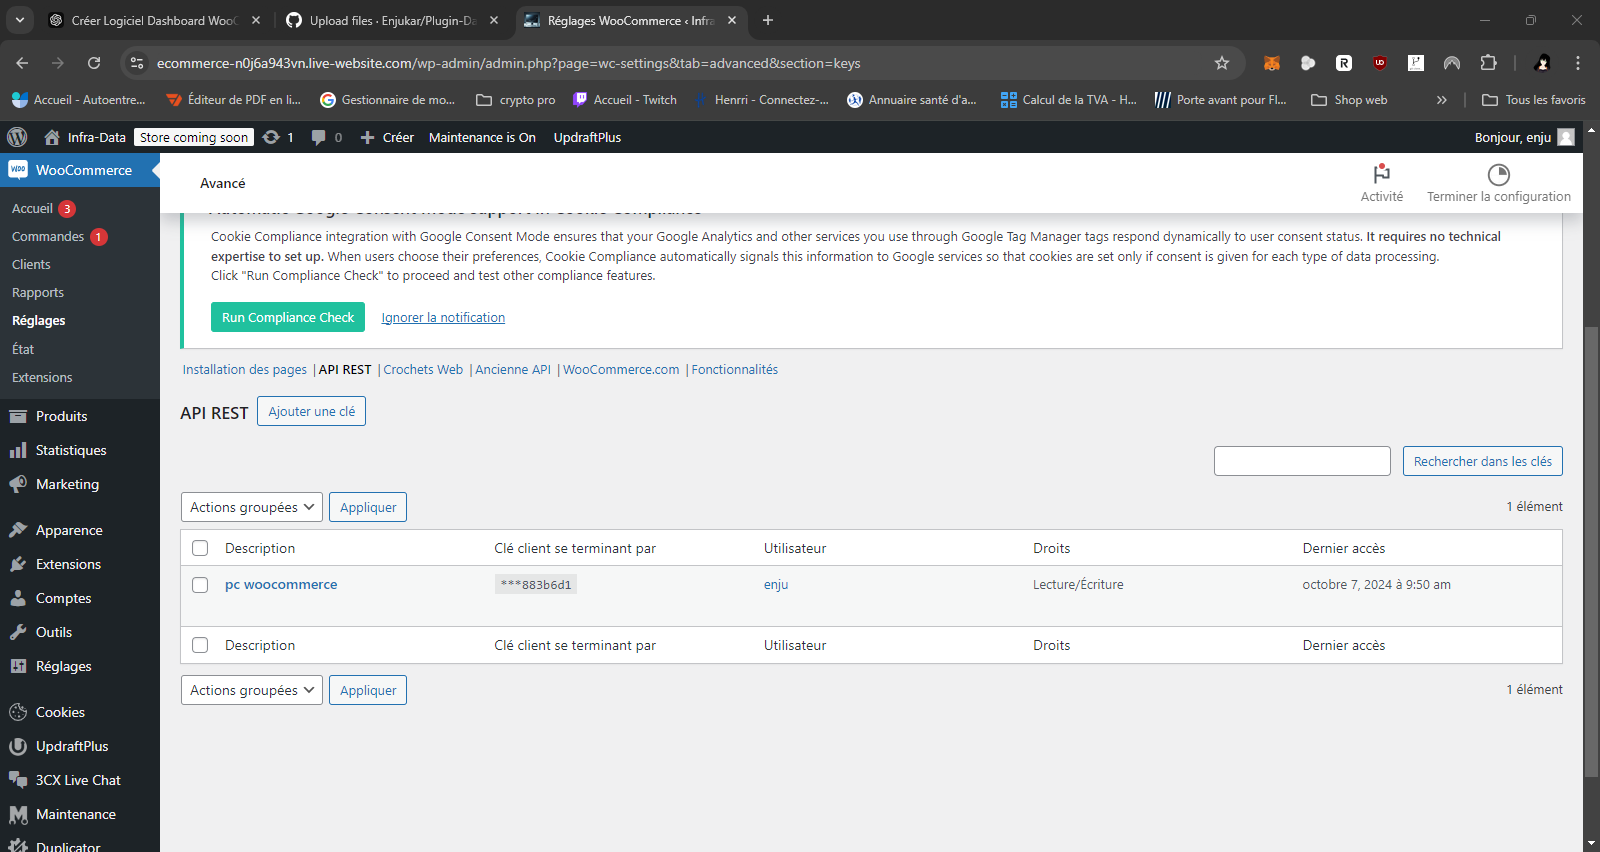 Créer Logiciel Dashboard WooC
Upload files · Enjukar/Plugin-Da
Réglages WooCommerce ‹ Infra
ecommerce-n0j6a943vn.live-website.com/wp-admin/admin.php?page=wc-settings&tab=advanced&section=keys
Accueil - Autoentre...
Éditeur de PDF en li...
Gestionnaire de mo...
crypto pro
Accueil - Twitch
Henrri - Connectez-...
Annuaire santé d'a...
Calcul de la TVA - H...
Porte avant pour Fl...
Shop web
»
Tous les favoris
Infra-Data
Store coming soon
1
0
Créer
Maintenance is On
UpdraftPlus
Bonjour, enju
WooCommerce
Accueil 3
Commandes 1
Clients
Rapports
Réglages
État
Extensions
Produits
Statistiques
Marketing
Apparence
Extensions
Comptes
Outils
Réglages
Cookies
UpdraftPlus
3CX Live Chat
Maintenance
Duplicator
Avancé
Activité
Terminer la configuration
Automatic Google Consent Mode support in Cookie Compliance
Cookie Compliance integration with Google Consent Mode ensures that your Google Analytics and other services you use through Google Tag Manager tags respond dynamically to user consent status. It requires no technical
expertise to set up. When users choose their preferences, Cookie Compliance automatically signals this information to Google services so that cookies are set only if consent is given for each type of data processing.
Click "Run Compliance Check" to proceed and test other compliance features.
Run Compliance Check
Ignorer la notification
Installation des pages | API REST | Crochets Web | Ancienne API | WooCommerce.com | Fonctionnalités
API REST
Ajouter une clé
Rechercher dans les clés
Actions groupées
Appliquer
1 élément
Description
Clé client se terminant par
Utilisateur
Droits
Dernier accès
pc woocommerce
***883b6d1
enju
Lecture/Écriture
octobre 7, 2024 à 9:50 am
Description
Clé client se terminant par
Utilisateur
Droits
Dernier accès
Actions groupées
Appliquer
1 élément